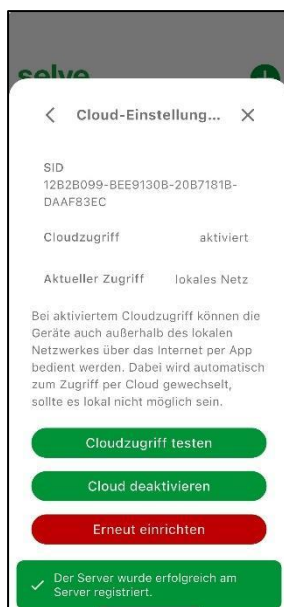 selve
Cloud-Einstellung...
SID
12B2B099-BEE9130B-20B7181B-
DAAF83EC
Cloudzugriff aktiviert
Aktueller Zugriff lokales Netz
Bei aktiviertem Cloudzugriff können die
Geräte auch außerhalb des lokalen
Netzwerkes über das Internet per App
bedient werden. Dabei wird automatisch
zum Zugriff per Cloud gewechselt,
sollte es lokal nicht möglich sein.
Cloudzugriff testen
Cloud deaktivieren
Erneut einrichten
Der Server wurde erfolgreich am
Server registriert.